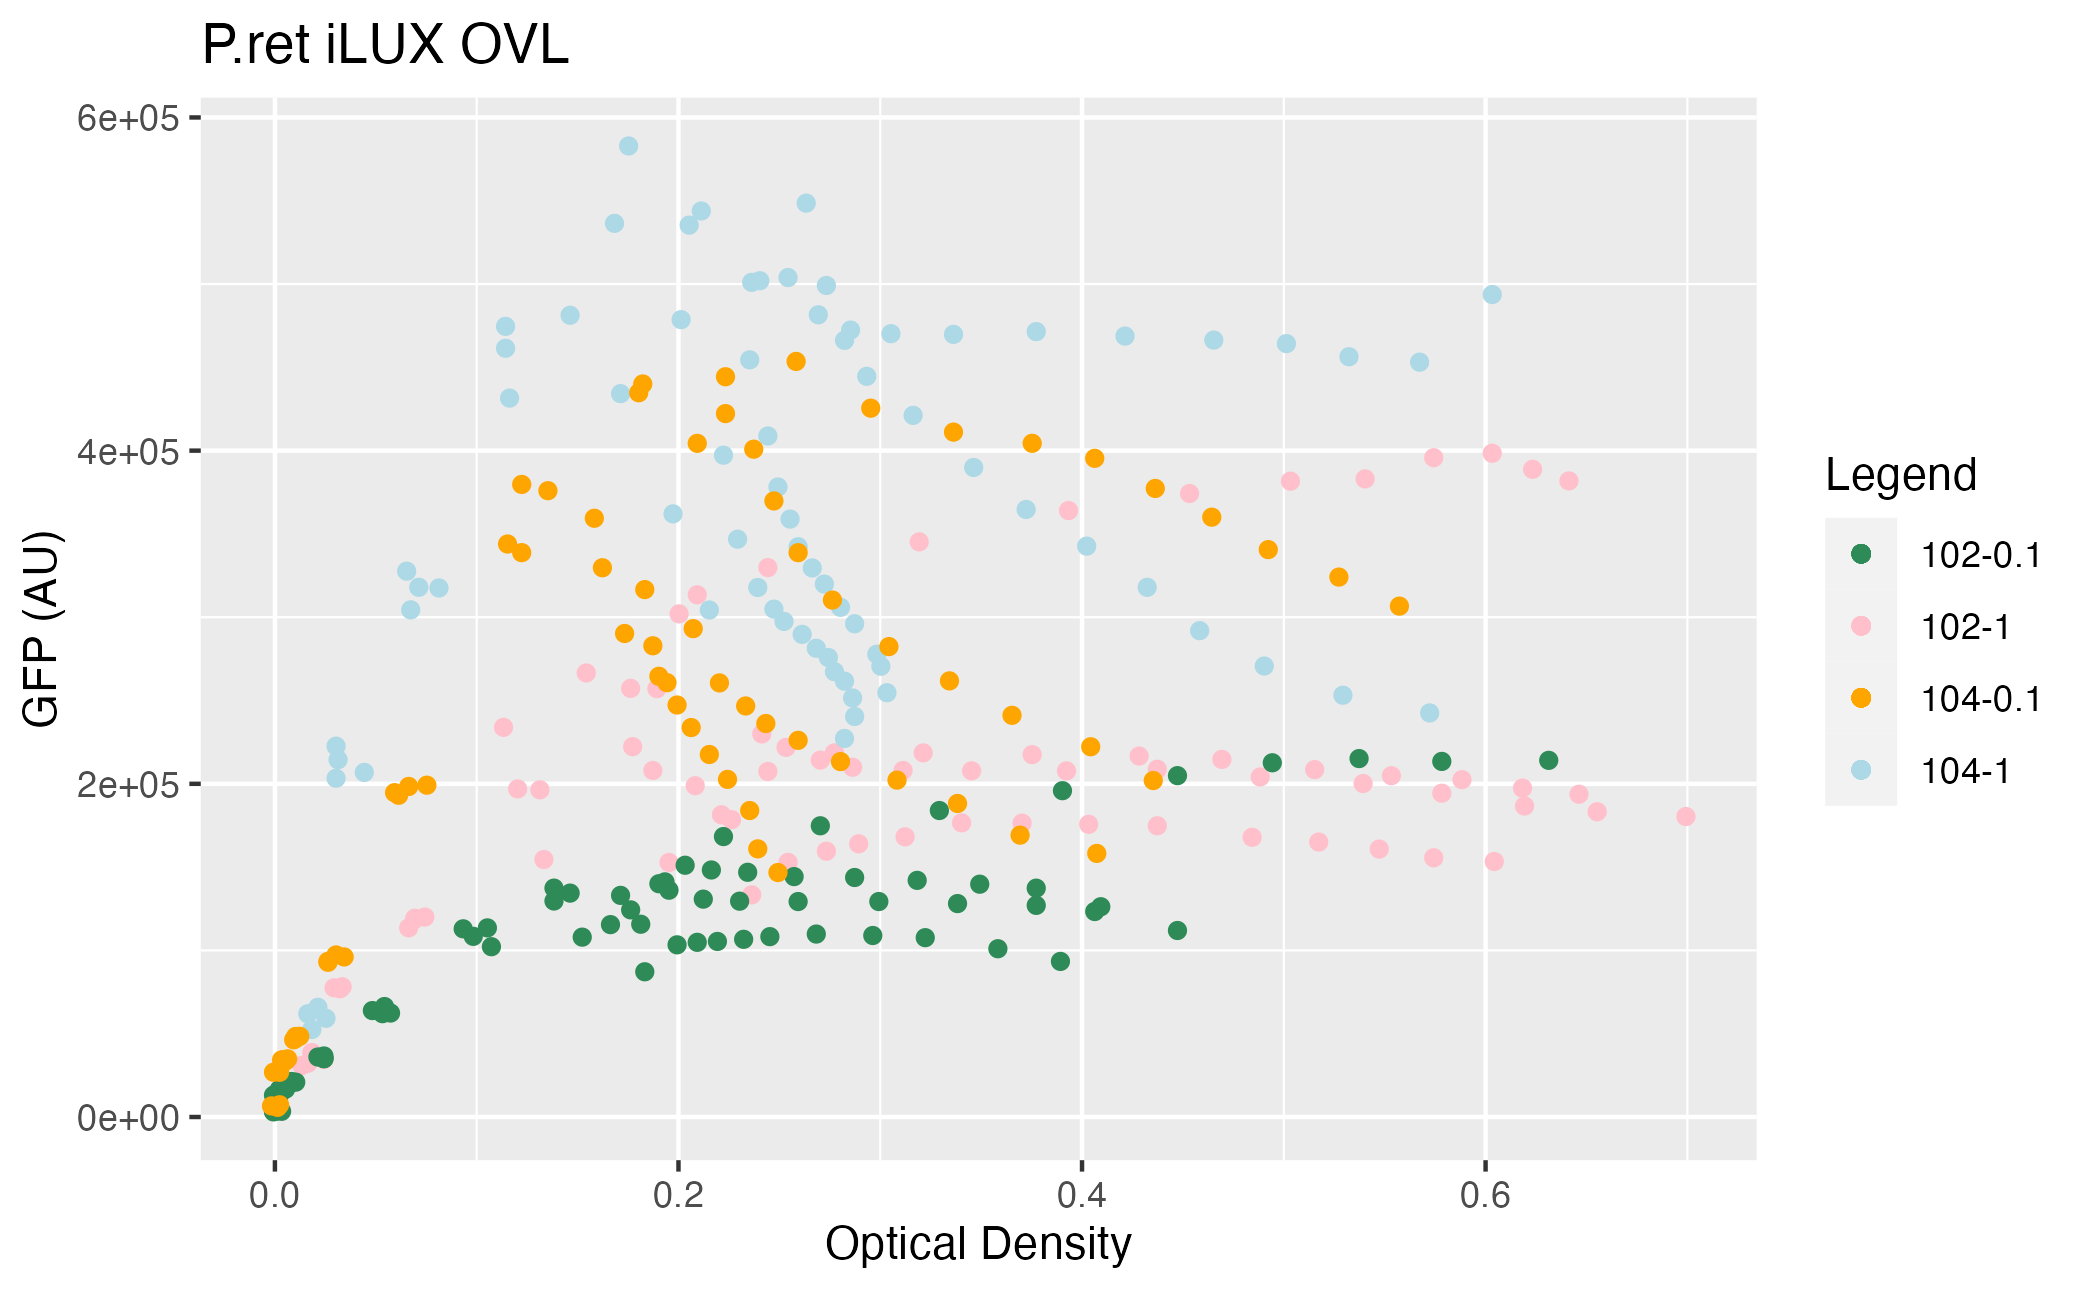 P.ret iLUX OVL
6e+05
4e+05
2e+05
0e+00
GFP (AU)
0.0
0.2
0.4
0.6
Optical Density
Legend
102-0.1
102-1
104-0.1
104-1